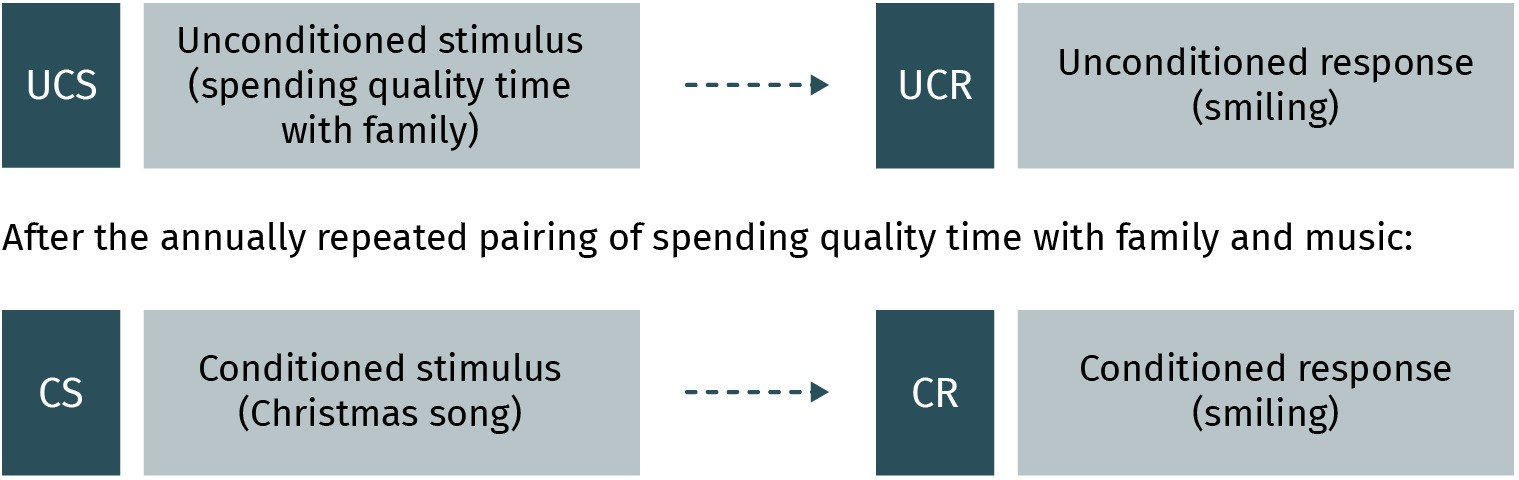 UCS
Unconditioned stimulus
(spending quality time
with family)
UCR
Unconditioned response
(smiling)
After the annually repeated pairing of spending quality time with family and music:
CS
Conditioned stimulus
(Christmas song)
CR
Conditioned response
(smiling)